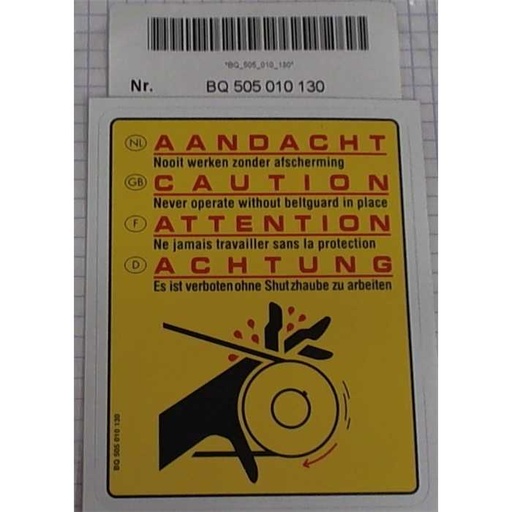 "BQ_505_010_130"
Nr. BQ 505 010 130
NL AANDACHT
Nooit werken zonder afscherming
GB CAUTION
Never operate without beltguard in place
F ATTENTION
Ne jamais travailler sans la protection
D ACHTUNG
Es ist verboten ohne Shutzhaube zu arbeiten
BQ 505 010 130